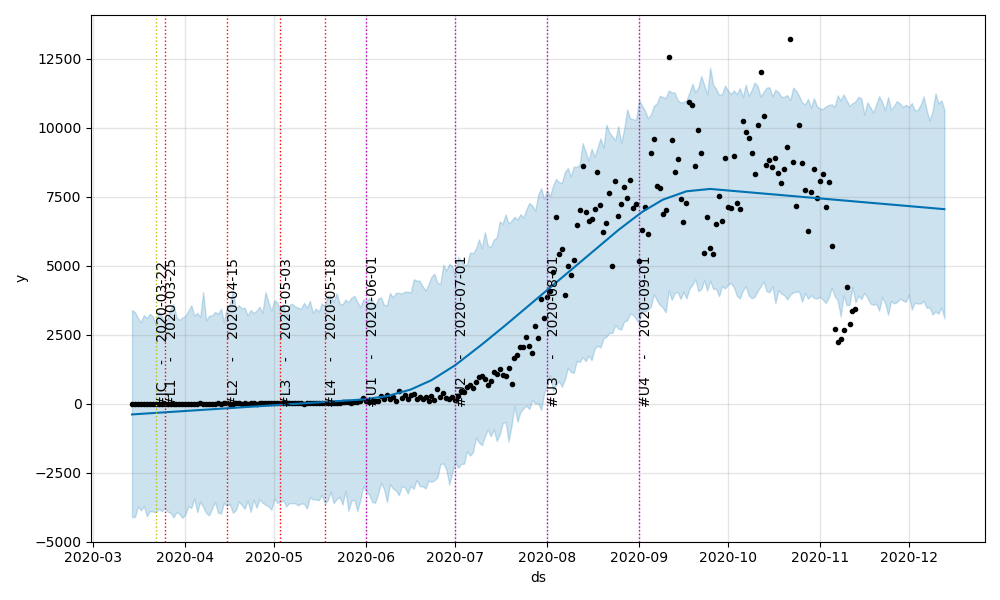 12500
10000
7500
5000
2500
0
−2500
−5000
y
#JC - 2020-03-22
#L1 - 2020-03-25
#L2 - 2020-04-15
#L3 - 2020-05-03
#L4 - 2020-05-18
#U1 - 2020-06-01
#U2 - 2020-07-01
#U3 - 2020-08-01
#U4 - 2020-09-01
2020-03 2020-04 2020-05 2020-06 2020-07 2020-08 2020-09 2020-10 2020-11 2020-12
ds